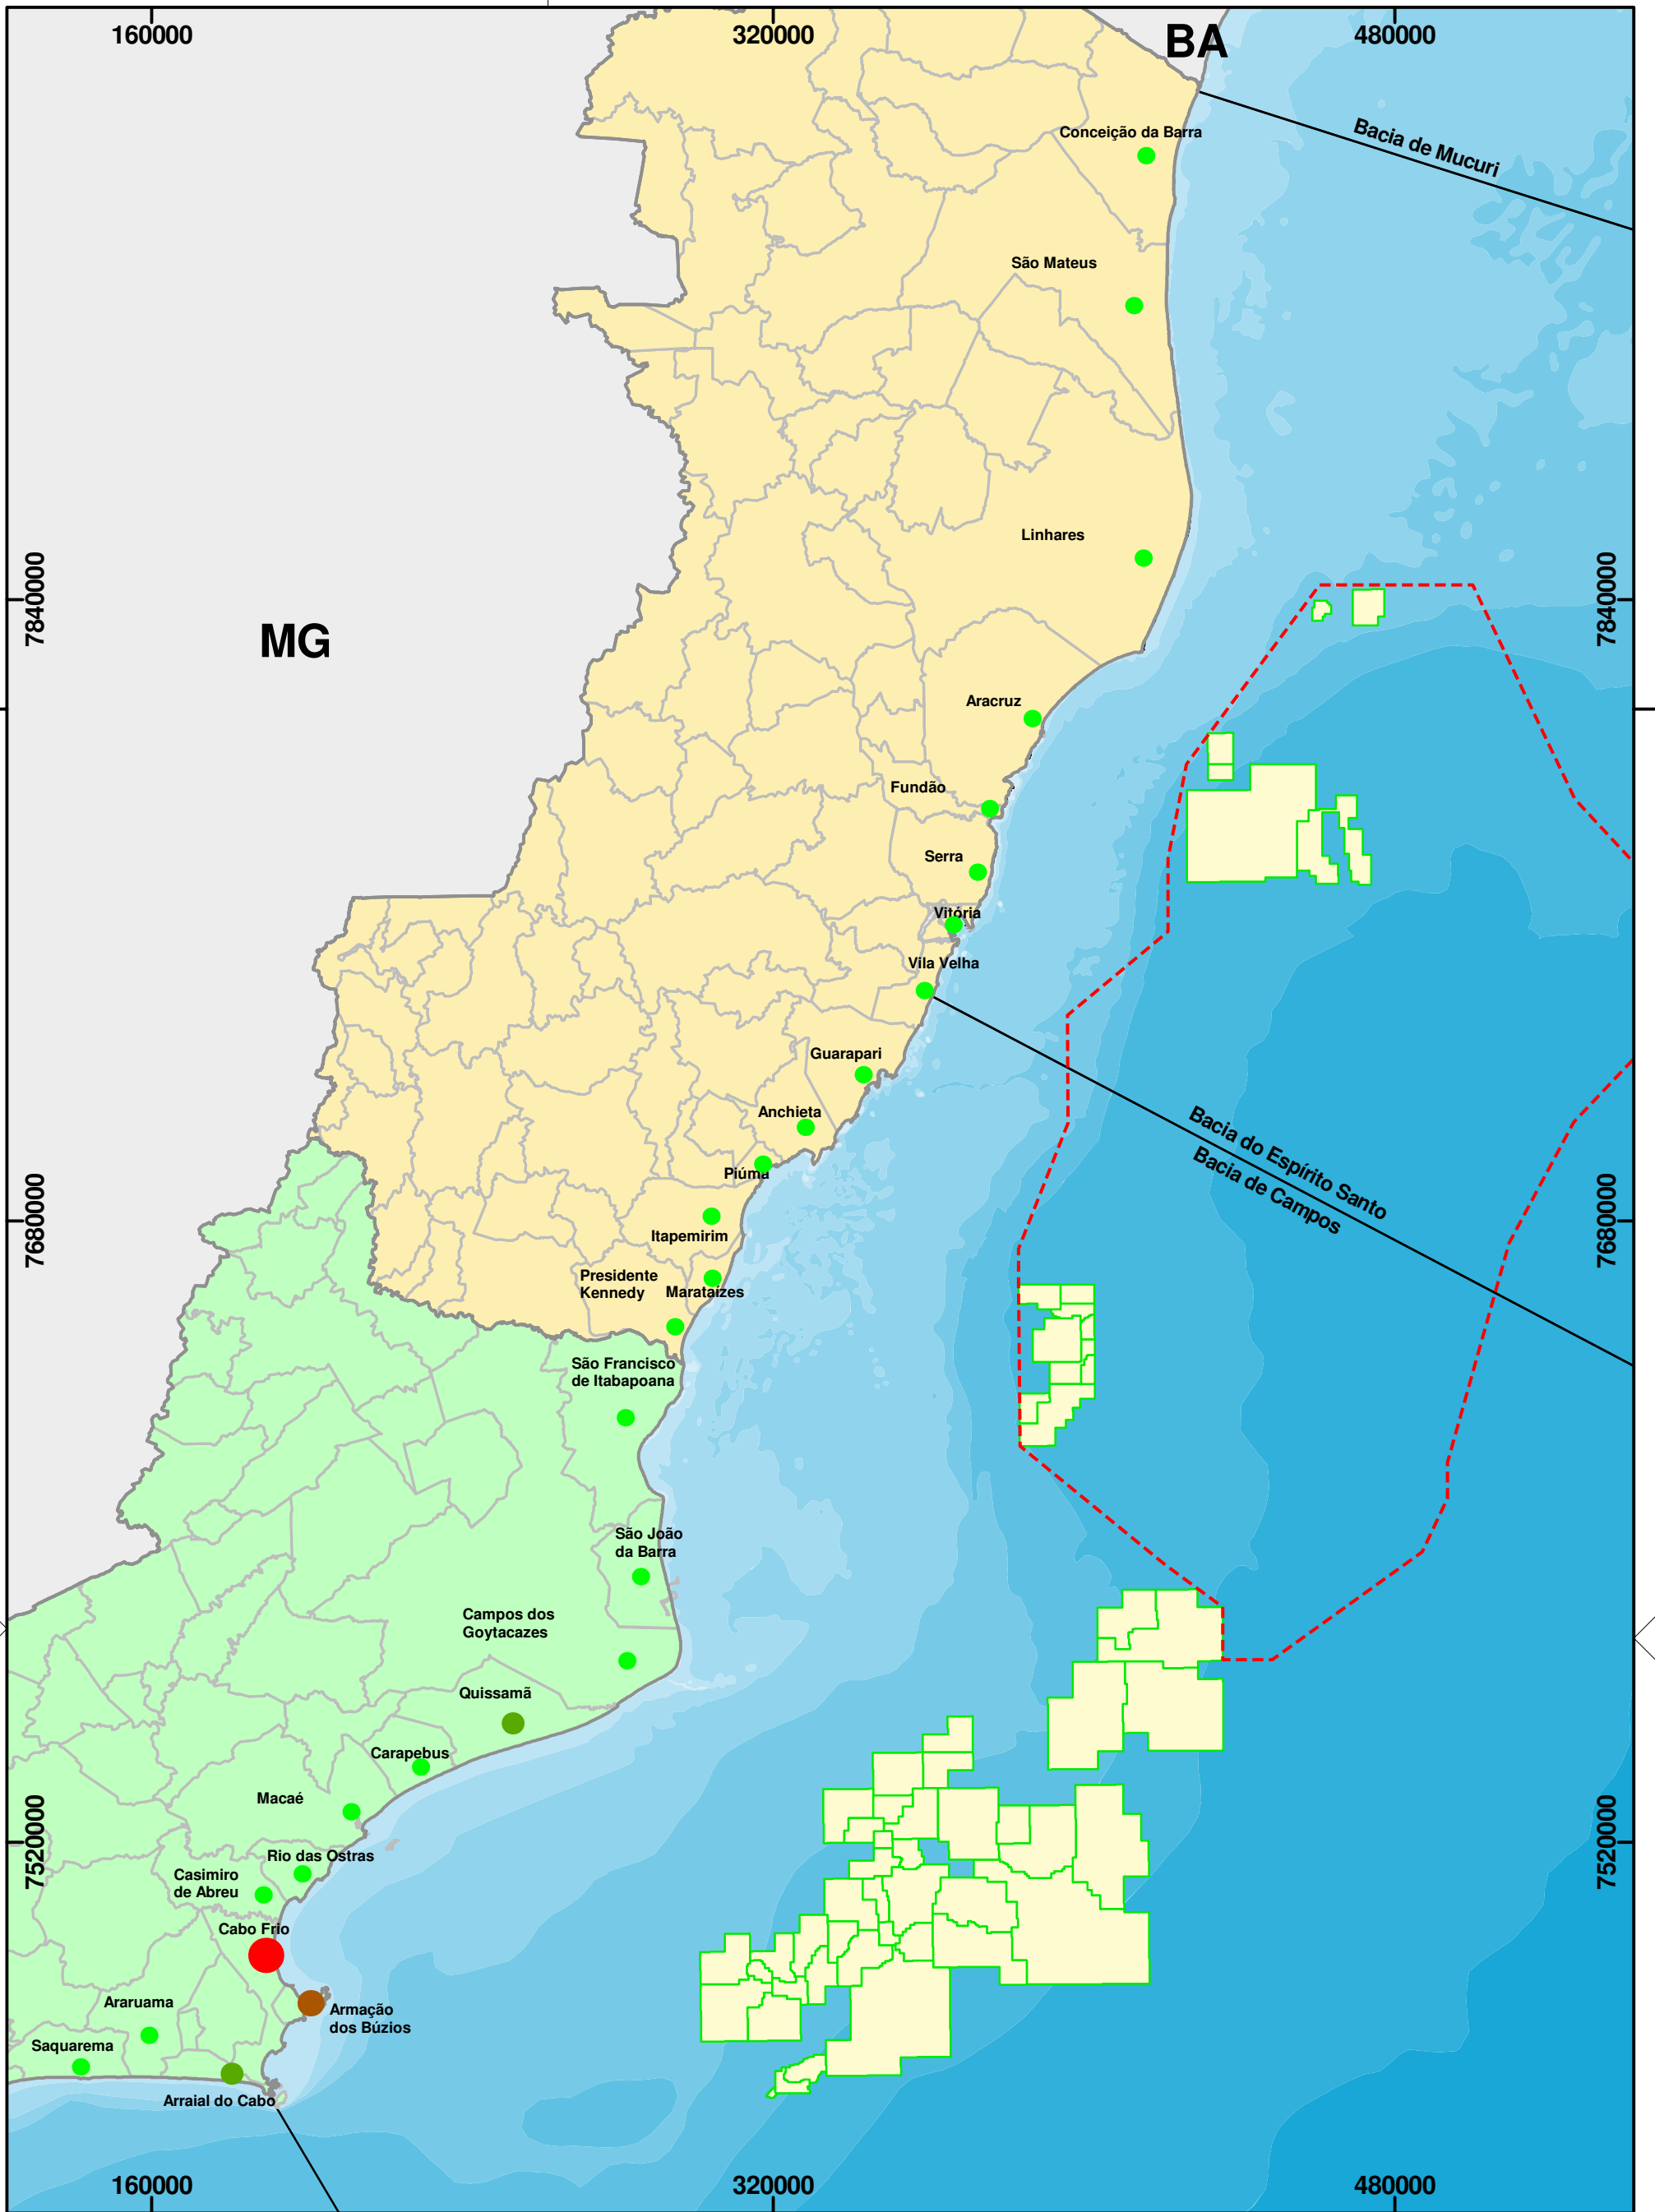 160000
320000
BA
480000
Conceição da Barra
Bacia de Mucuri
São Mateus
Linhares
7840000
7840000
MG
Aracruz
Fundão
Serra
Vitória
Vila Velha
Guarapari
Anchieta
Piúma
Bacia do Espírito Santo
Bacia de Campos
7680000
7680000
Itapemirim
Presidente
Kennedy
Marataízes
São Francisco
de Itabapoana
São João
da Barra
Campos dos
Goytacazes
Quissamã
Carapebus
Macaé
7520000
7520000
Rio das Ostras
Casimiro
de Abreu
Cabo Frio
Araruama
Armação
dos Búzios
Saquarema
Arraial do Cabo
160000
320000
480000